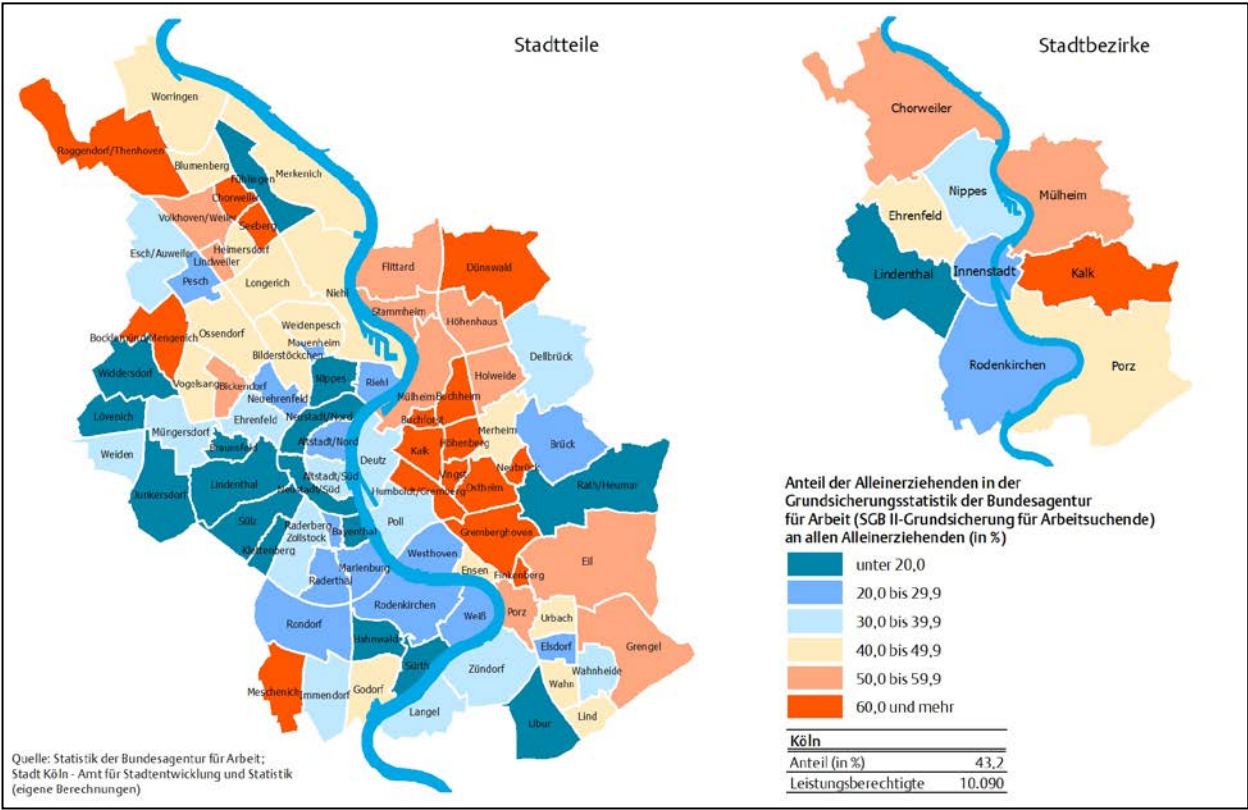 Stadtteile
Worringen
Roggendorf/Thenhoven
Blumenberg
Fühlingen
Merkenich
Chorweiler
Volkhoven/Weiler
Seeberg
Heimersdorf
Esch/Auweiler
Lindweiler
Pesch
Longerich
Niehl
Flittard
Dünnwald
Stammheim
Höhenhaus
Weidenpesch
Ossendorf
Bocklemünd/Mengenich
Mauenheim
Bilderstöckchen
Dellbrück
Widdersdorf
Vogelsang
Bickendorf
Nippes
Riehl
Holweide
Neuehrenfeld
Mülheim
Buchheim
Lövenich
Ehrenfeld
Neustadt/Nord
Buchforst
Müngersdorf
Merheim
Altstadt/Nord
Höhenberg
Brück
Weiden
Braunsfeld
Kalk
Deutz
Vingst
Neubrück
Junkersdorf
Lindenthal
Altstadt/Süd
Neustadt/Süd
Humboldt/Gremberg
Ostheim
Rath/Heumar
Sülz
Raderberg
Zollstock
Bayenthal
Poll
Gremberghoven
Klettenberg
Westhoven
Marienburg
Raderthal
Ensen
Finkenberg
Eil
Rodenkirchen
Rondorf
Weiß
Porz
Urbach
Hahnwald
Elsdorf
Grengel
Sürth
Zündorf
Wahnheide
Meschenich
Immendorf
Godorf
Wahn
Langel
Lind
Libur
Quelle: Statistik der Bundesagentur für Arbeit;
Stadt Köln - Amt für Stadtentwicklung und Statistik
(eigene Berechnungen)
Stadtbezirke
Chorweiler
Nippes
Mülheim
Ehrenfeld
Lindenthal
Innenstadt
Kalk
Rodenkirchen
Porz
Anteil der Alleinerziehenden in der
Grundsicherungsstatistik der Bundesagentur
für Arbeit (SGB II-Grundsicherung für Arbeitsuchende)
an allen Alleinerziehenden (in %)
unter 20,0
20,0 bis 29,9
30,0 bis 39,9
40,0 bis 49,9
50,0 bis 59,9
60,0 und mehr
Köln
Anteil (in %) 43,2
Leistungsberechtigte 10.090